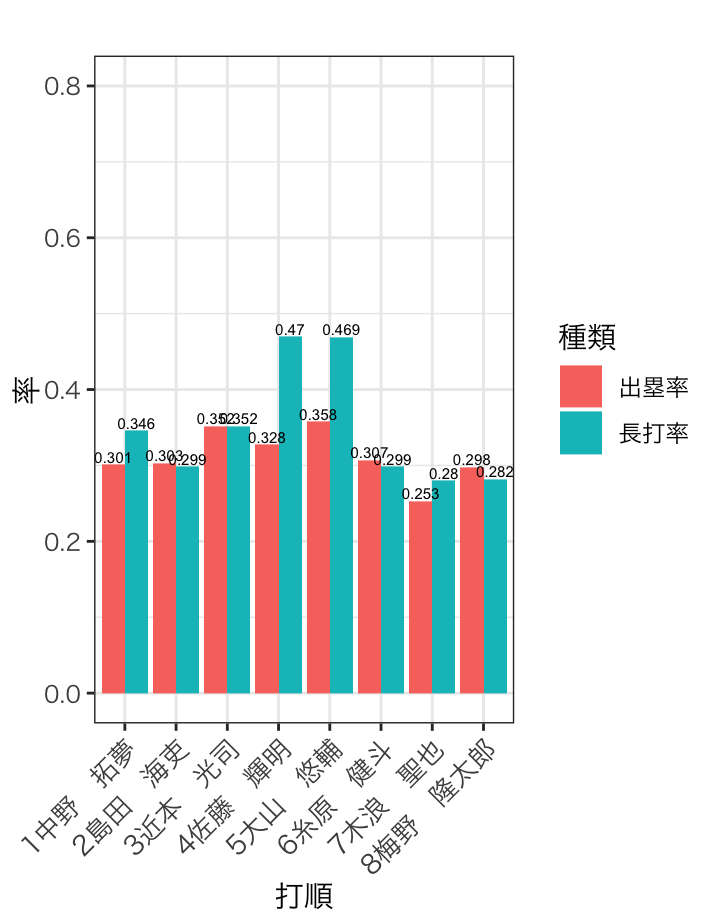 率
0.8
0.6
0.4
0.2
0.0
0.301
0.346
0.303
0.299
0.352
0.352
0.328
0.47
0.358
0.469
0.307
0.299
0.253
0.28
0.298
0.282
1中野 拓夢
2島田 海吏
3近本 光司
4佐藤 輝明
5大山 悠輔
6糸原 健斗
7木浪 聖也
8梅野 隆太郎
打順
種類
出塁率
長打率